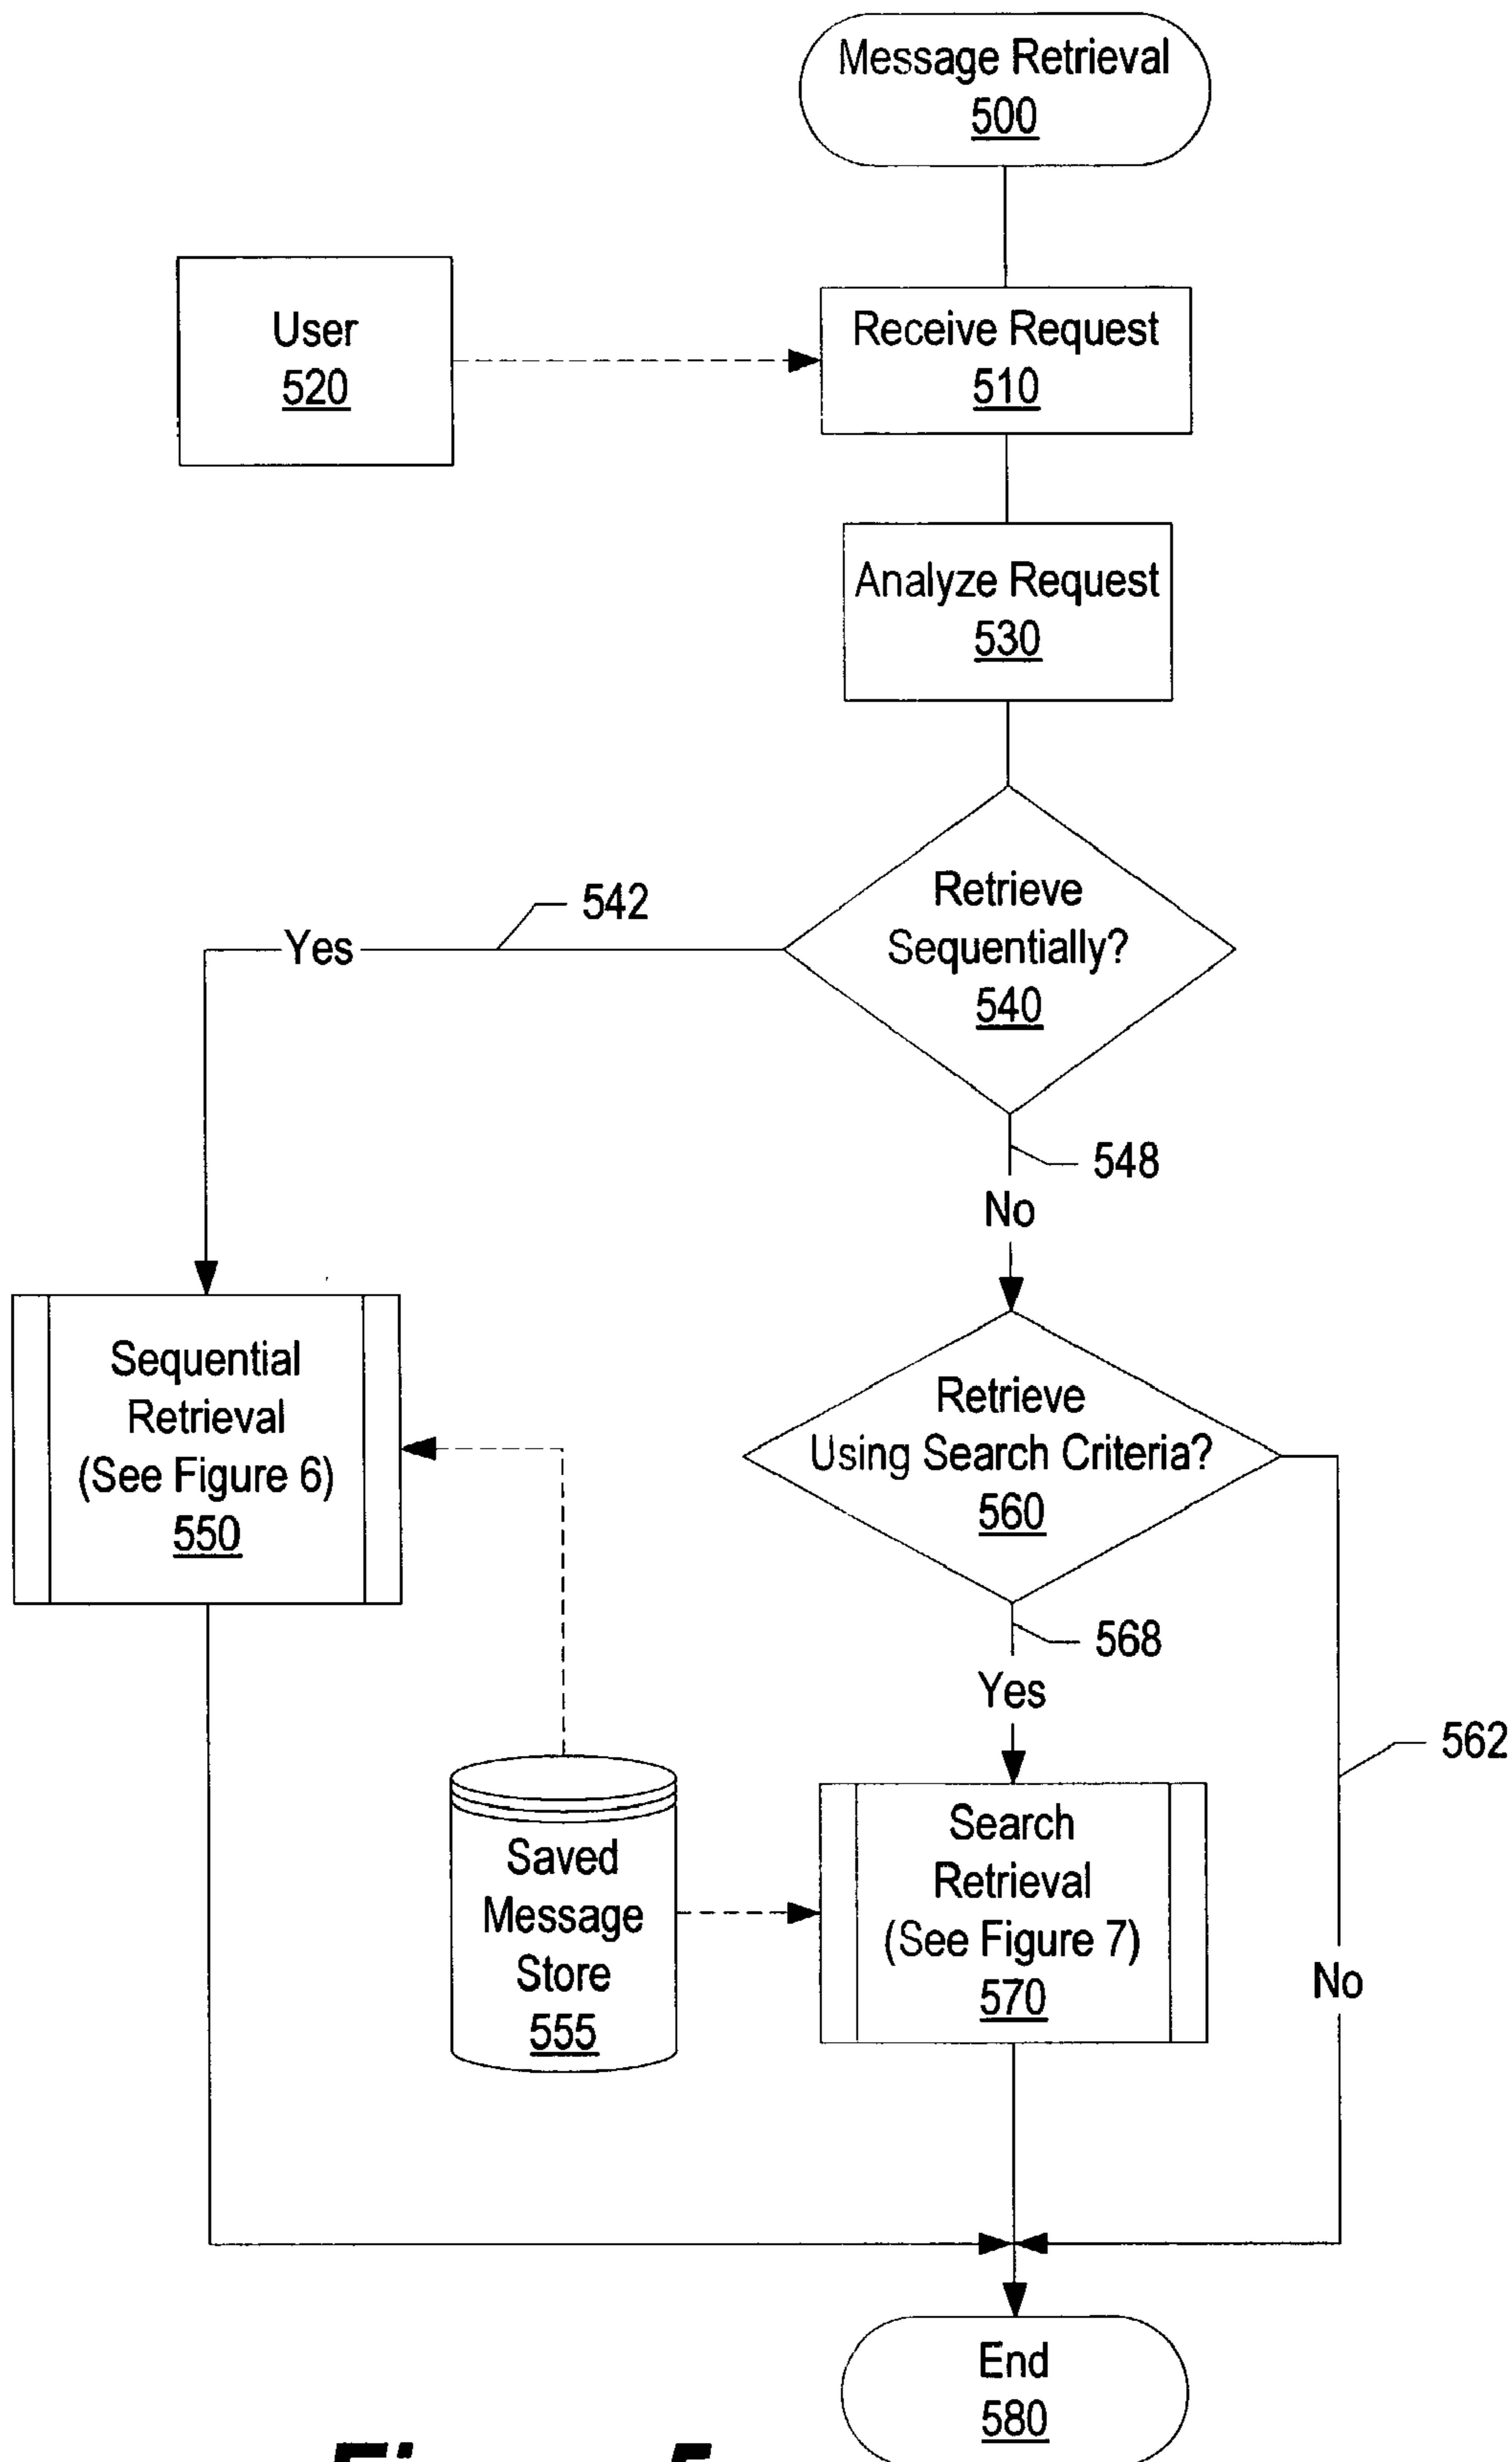 Message Retrieval
500
User
520
Receive Request
510
Analyze Request
530
Retrieve
Sequentially?
540
542
Yes
548
No
Sequential
Retrieval
(See Figure 6)
550
Retrieve
Using Search Criteria?
560
568
Yes
562
No
Saved
Message
Store
555
Search
Retrieval
(See Figure 7)
570
End
580